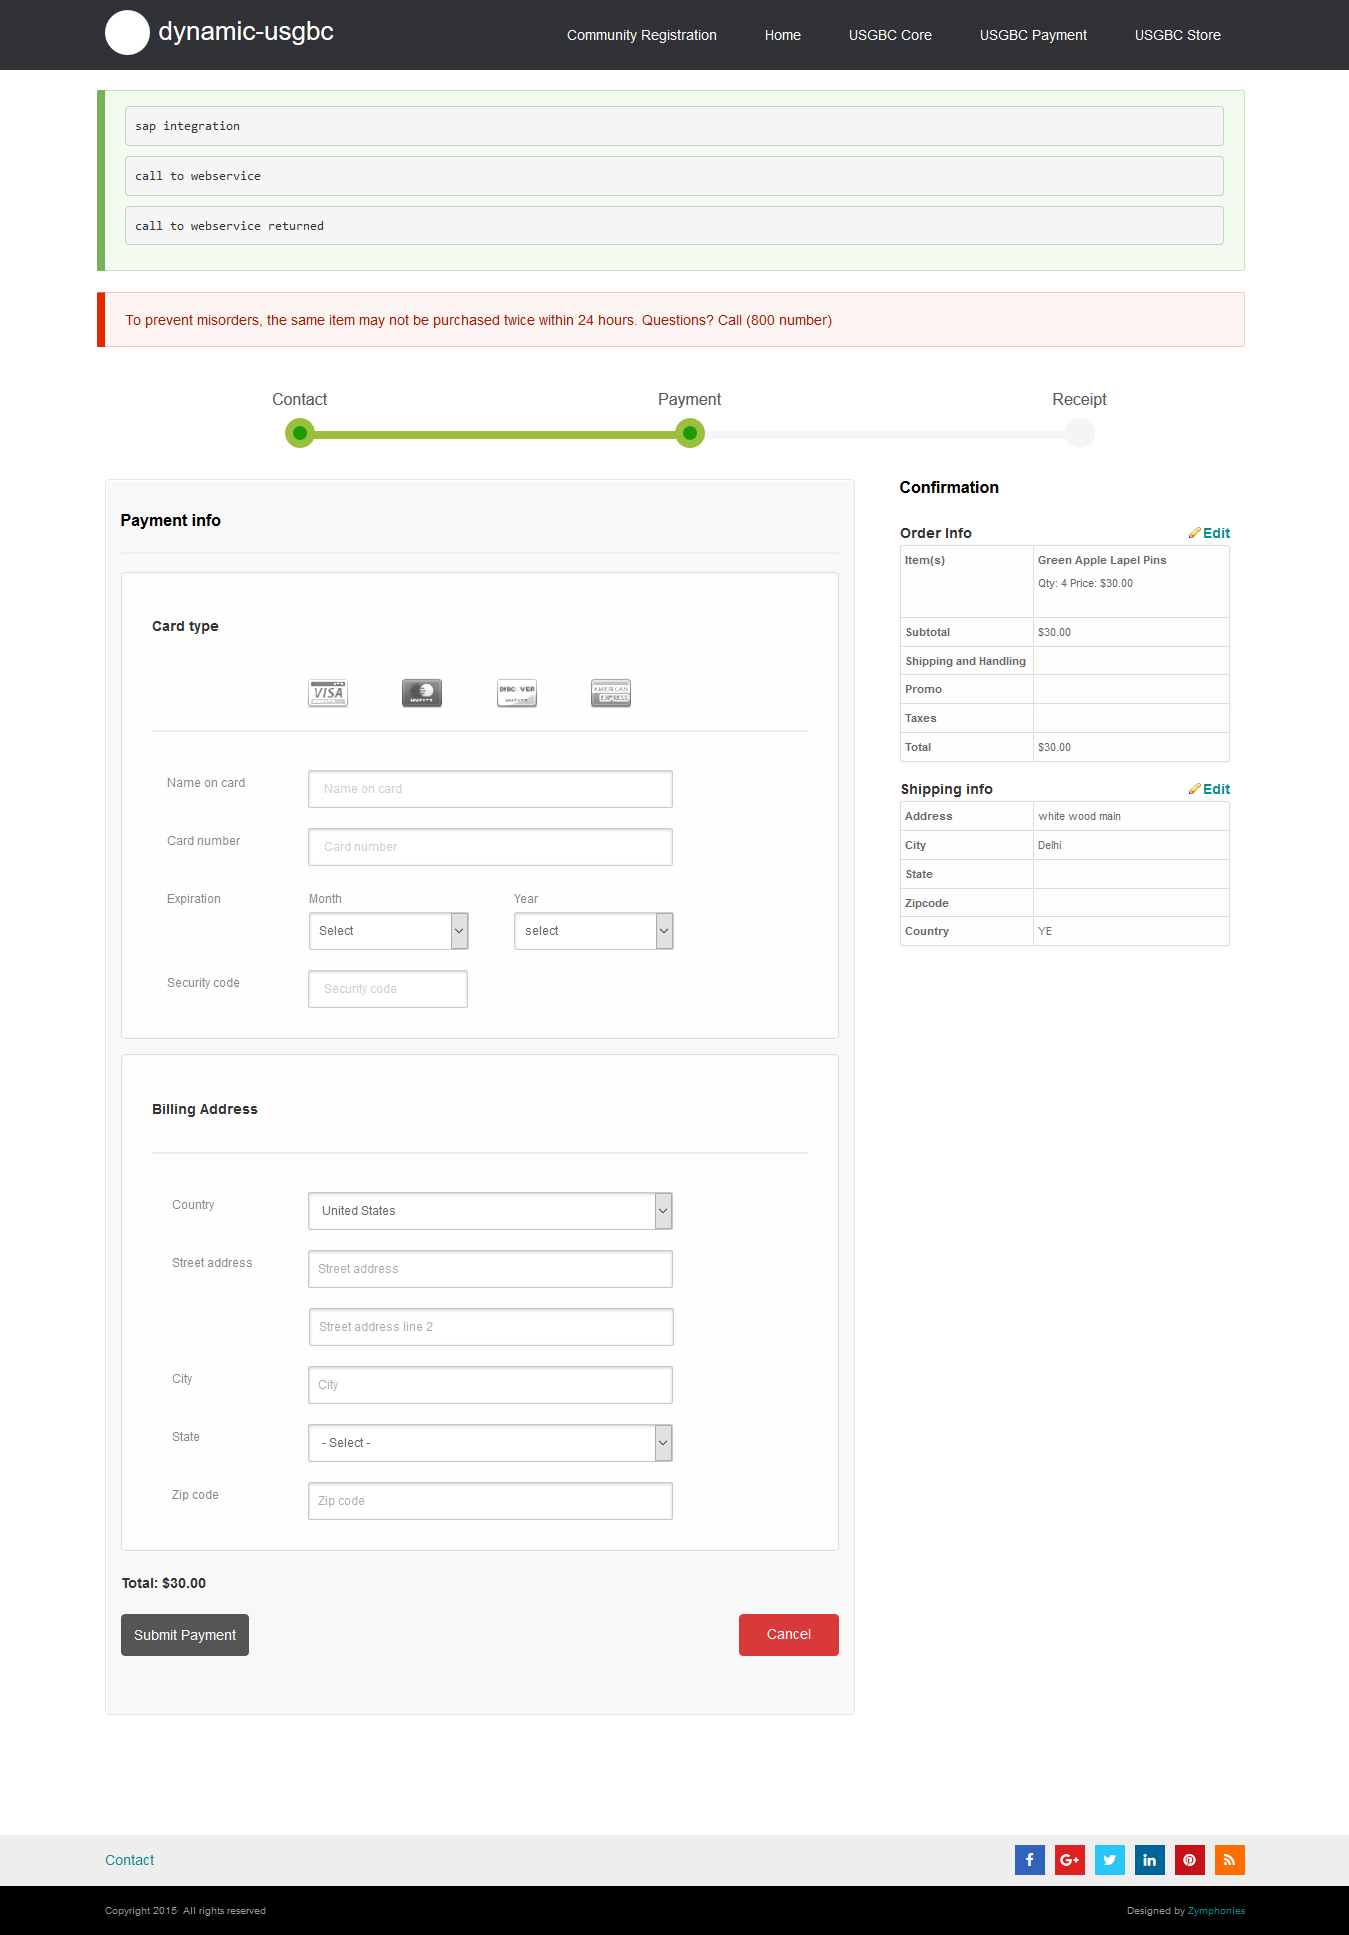 dynamic-usgbc
Community Registration Home USGBC Core USGBC Payment USGBC Store
sap integration
call to webservice
call to webservice returned
To prevent misorders, the same item may not be purchased twice within 24 hours. Questions? Call (800 number)
Contact Payment Receipt
Payment info
Card type
VISA DISCOVER AMERICAN EXPRESS
Name on card
Name on card
Card number
Card number
Expiration
Month Year
Select select
Security code
Security code
Billing Address
Country
United States
Street address
Street address
Street address line 2
City
City
State
- Select -
Zip code
Zip code
Total: $30.00
Submit Payment Cancel
Confirmation
Order Info Edit
Item(s) Green Apple Lapel Pins
Qty: 4 Price: $30.00
Subtotal $30.00
Shipping and Handling
Promo
Taxes
Total $30.00
Shipping info Edit
Address white wood main
City Delhi
State
Zipcode
Country YE
Contact
f G+ in
Copyright 2015· All rights reserved
Designed by Zymphonies